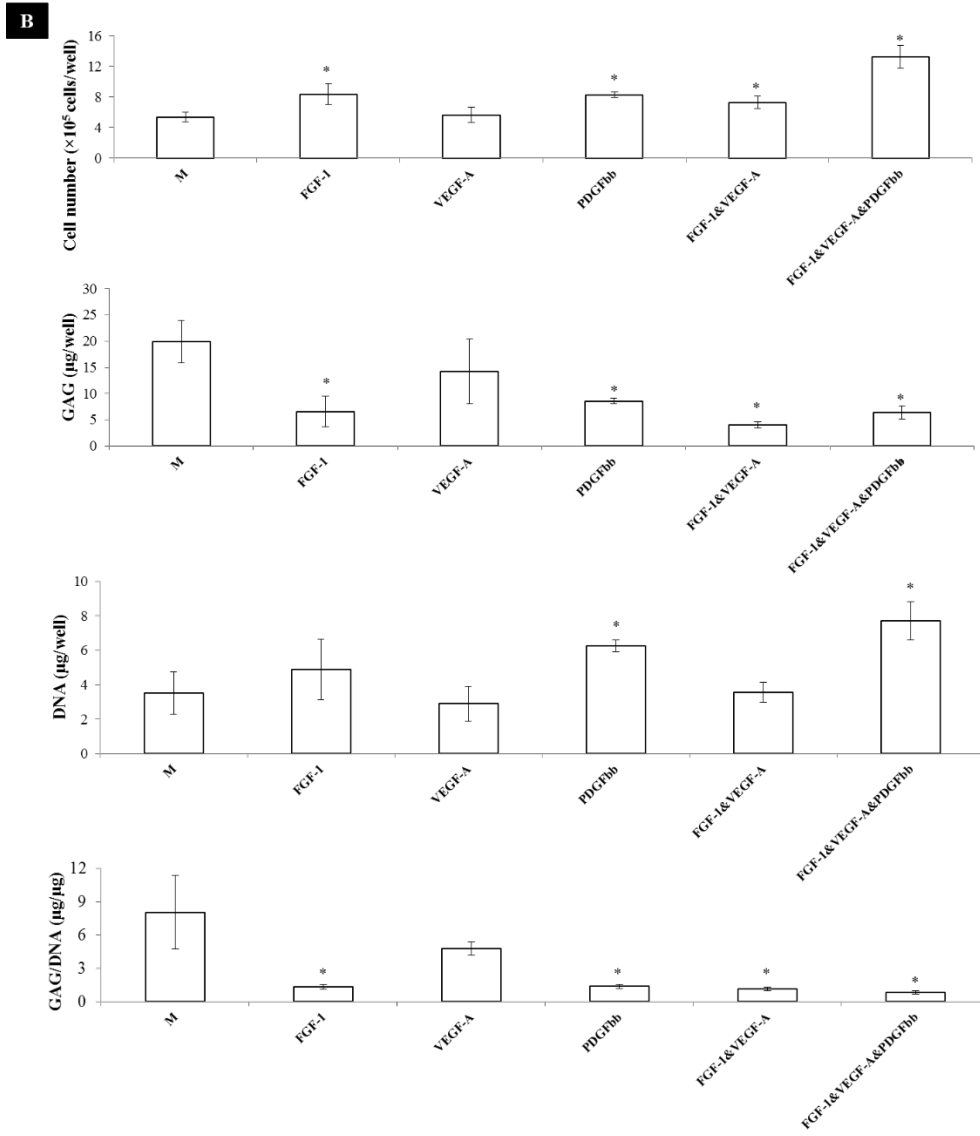 B
Cell number (×10⁵ cells/well)
16
12
8
4
0
*
*
*
*
M
FGF-1
VEGF-A
PDGFbb
FGF-1&VEGF-A
FGF-1&VEGF-A&PDGFbb
GAG (µg/well)
30
25
20
15
10
5
0
*
*
*
*
M
FGF-1
VEGF-A
PDGFbb
FGF-1&VEGF-A
FGF-1&VEGF-A&PDGFbb
DNA (µg/well)
10
8
6
4
2
0
*
*
M
FGF-1
VEGF-A
PDGFbb
FGF-1&VEGF-A
FGF-1&VEGF-A&PDGFbb
GAG/DNA (µg/µg)
12
9
6
3
0
*
*
*
*
M
FGF-1
VEGF-A
PDGFbb
FGF-1&VEGF-A
FGF-1&VEGF-A&PDGFbb